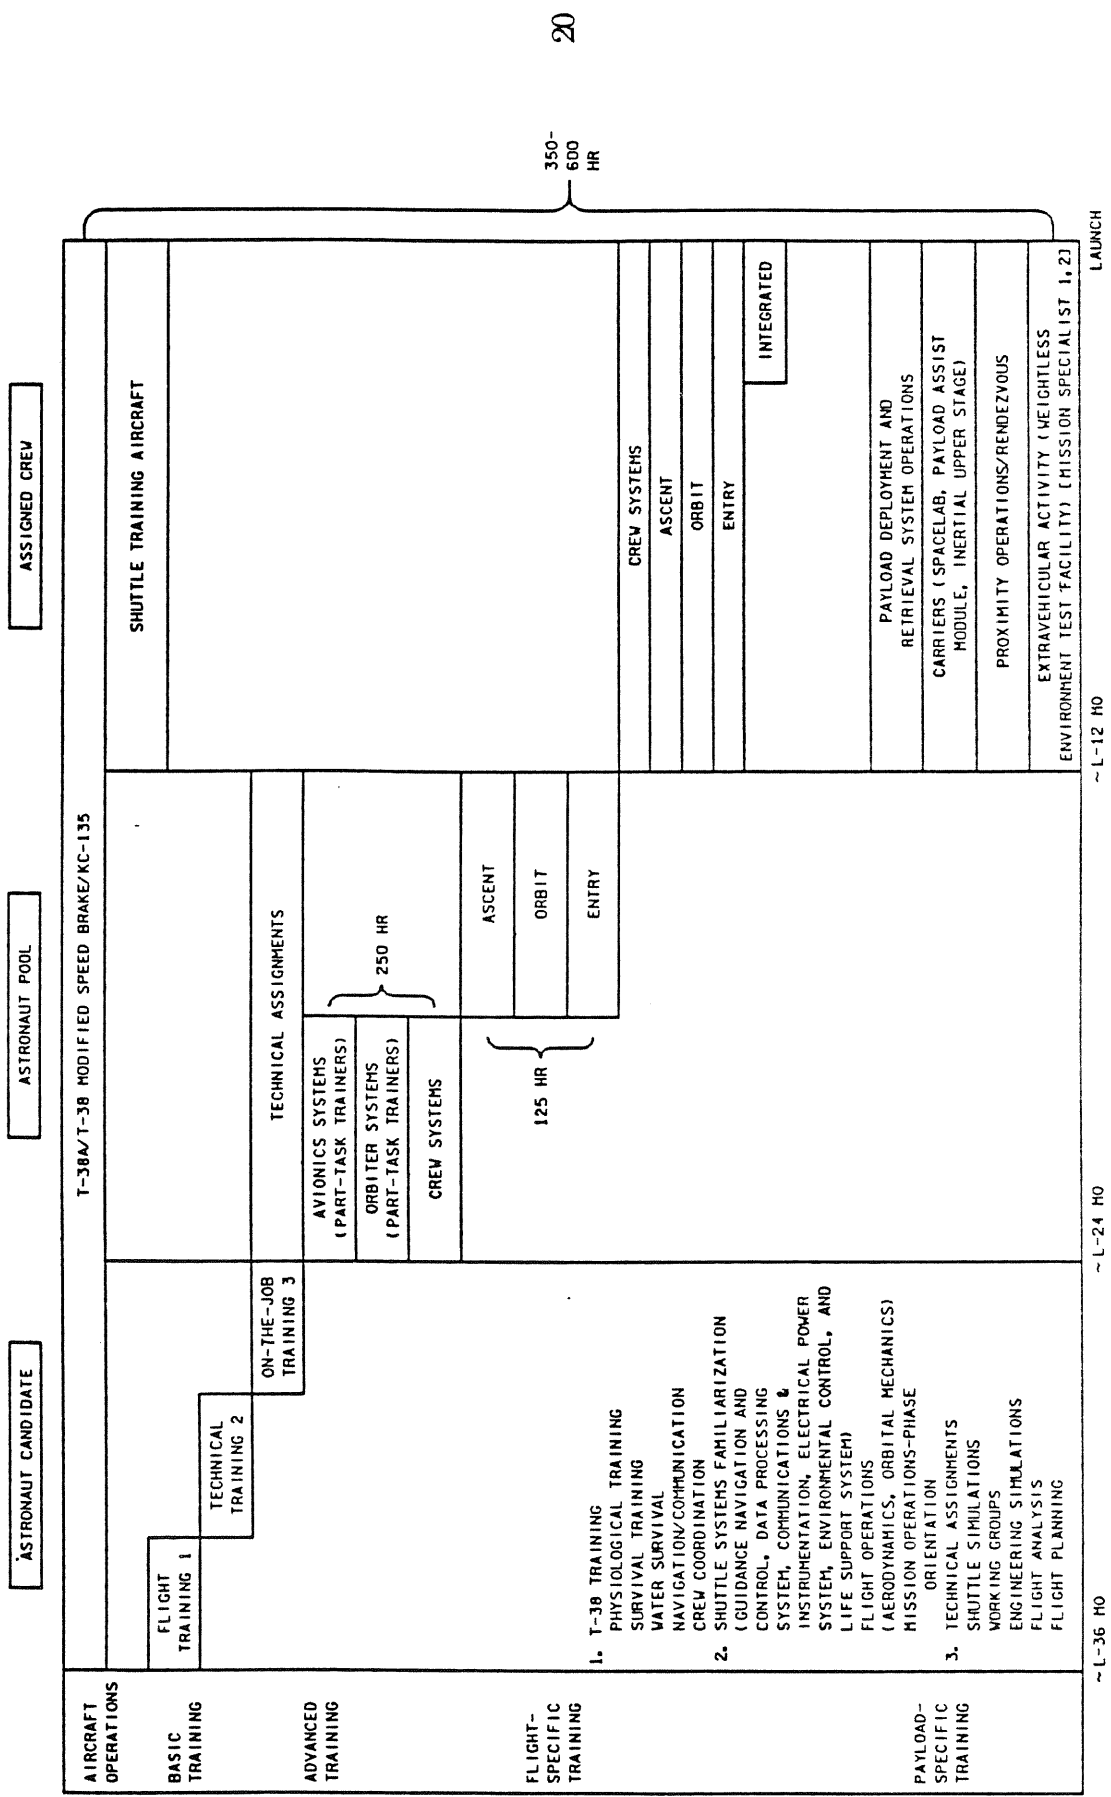 ASTRONAUT CANDIDATE
ASTRONAUT POOL
ASSIGNED CREW
AIRCRAFT
OPERATIONS
T-38A/T-38 MODIFIED SPEED BRAKE/KC-135
SHUTTLE TRAINING AIRCRAFT
BASIC
TRAINING
FLIGHT
TRAINING 1
TECHNICAL
TRAINING 2
ON-THE-JOB
TRAINING 3
TECHNICAL ASSIGNMENTS
ADVANCED
TRAINING
AVIONICS SYSTEMS
(PART-TASK TRAINERS)
ORBITER SYSTEMS
(PART-TASK TRAINERS)
CREW SYSTEMS
250 HR
ASCENT
ORBIT
ENTRY
125 HR
FLIGHT-
SPECIFIC
TRAINING
CREW SYSTEMS
ASCENT
ORBIT
ENTRY
INTEGRATED
PAYLOAD-
SPECIFIC
TRAINING
PAYLOAD DEPLOYMENT AND
RETRIEVAL SYSTEM OPERATIONS
CARRIERS (SPACELAB, PAYLOAD ASSIST
MODULE, INERTIAL UPPER STAGE)
PROXIMITY OPERATIONS/RENDEZVOUS
EXTRAVEHICULAR ACTIVITY (WEIGHTLESS
ENVIRONMENT TEST FACILITY) [MISSION SPECIALIST 1,2]
350-
600
HR
1. T-38 TRAINING
PHYSIOLOGICAL TRAINING
SURVIVAL TRAINING
WATER SURVIVAL
NAVIGATION/COMMUNICATION
CREW COORDINATION
2. SHUTTLE SYSTEMS FAMILIARIZATION
(GUIDANCE NAVIGATION AND
CONTROL, DATA PROCESSING
SYSTEM, COMMUNICATIONS &
INSTRUMENTATION, ELECTRICAL POWER
SYSTEM, ENVIRONMENTAL CONTROL, AND
LIFE SUPPORT SYSTEM)
FLIGHT OPERATIONS
(AERODYNAMICS, ORBITAL MECHANICS)
MISSION OPERATIONS-PHASE
ORIENTATION
3. TECHNICAL ASSIGNMENTS
SHUTTLE SIMULATIONS
WORKING GROUPS
ENGINEERING SIMULATIONS
FLIGHT ANALYSIS
FLIGHT PLANNING
~L-36 MO
~L-24 MO
~L-12 MO
LAUNCH
20